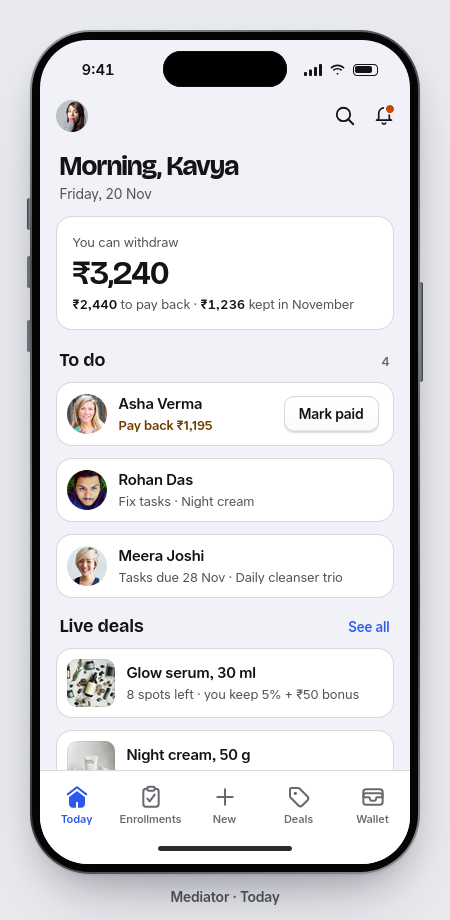 9:41
Morning, Kavya
Friday, 20 Nov
You can withdraw
₹3,240
₹2,440 to pay back · ₹1,236 kept in November
To do
4
Asha Verma
Pay back ₹1,195
Mark paid
Rohan Das
Fix tasks · Night cream
Meera Joshi
Tasks due 28 Nov · Daily cleanser trio
Live deals
See all
Glow serum, 30 ml
8 spots left · you keep 5% + ₹50 bonus
Night cream, 50 g
Today
Enrollments
New
Deals
Wallet
Mediator · Today